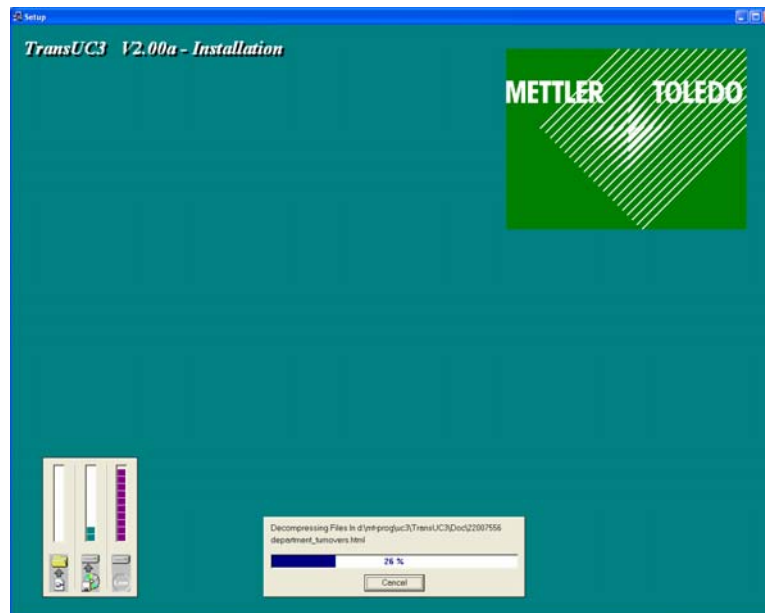 Setup
TransUC3 V2.00a - Installation
METTLER TOLEDO
Decompressing Files In d:\mt-prog\uc3\TransUC3\Doc\22007556
department_turnovers.html
26 %
Cancel